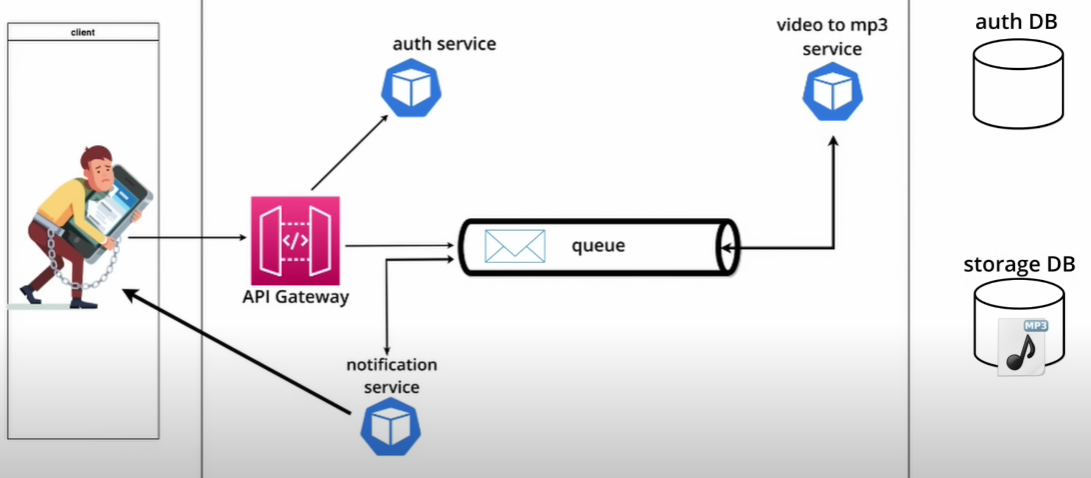 client
auth service
video to mp3
service
auth DB
</>
API Gateway
queue
storage DB
MP3
notification
service